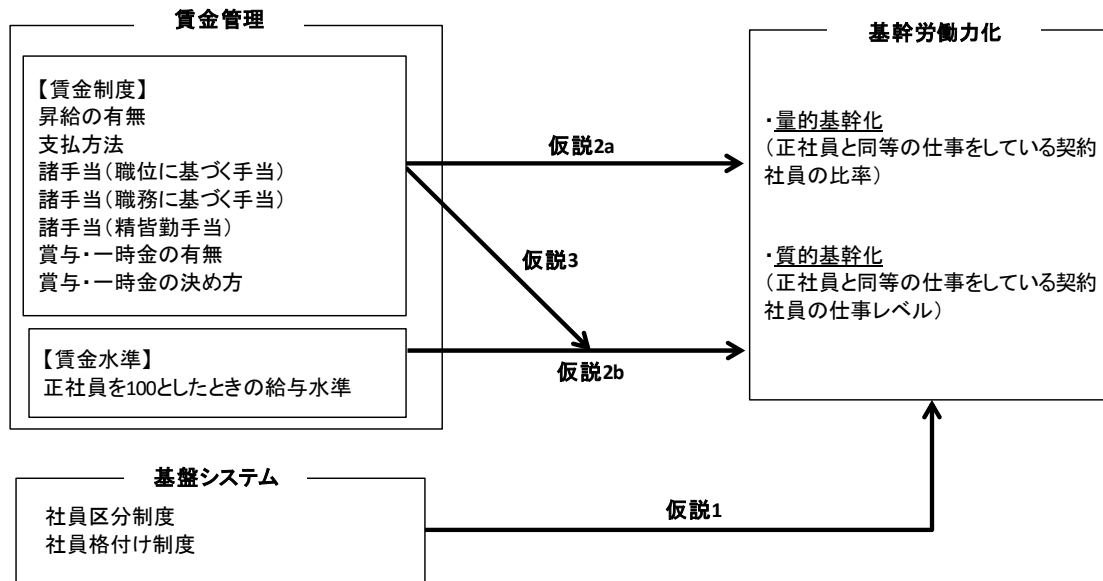 賃金管理
【賃金制度】
昇給の有無
支払方法
諸手当(職位に基づく手当)
諸手当(職務に基づく手当)
諸手当(精皆勤手当)
賞与・一時金の有無
賞与・一時金の決め方
【賃金水準】
正社員を100としたときの給与水準
基盤システム
社員区分制度
社員格付け制度
仮説2a
仮説3
仮説2b
仮説1
基幹労働力化
・量的基幹化
(正社員と同等の仕事をしている契約
社員の比率)
・質的基幹化
(正社員と同等の仕事をしている契約
社員の仕事レベル)